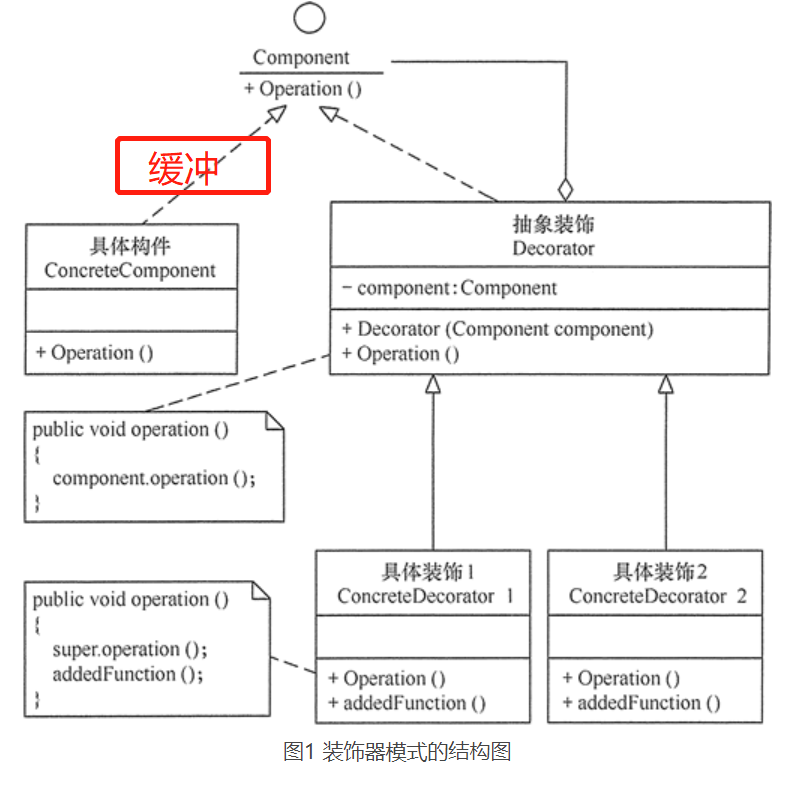 Component
+ Operation ()
缓冲
具体构件
ConcreteComponent
+ Operation ()
抽象装饰
Decorator
- component:Component
+ Decorator (Component component)
+ Operation ()
public void operation ()
{
component.operation ();
}
具体装饰1
ConcreteDecorator 1
+ Operation ()
+ addedFunction ()
具体装饰2
ConcreteDecorator 2
+ Operation ()
+ addedFunction ()
public void operation ()
{
super.operation ();
addedFunction ();
}
图1 装饰器模式的结构图